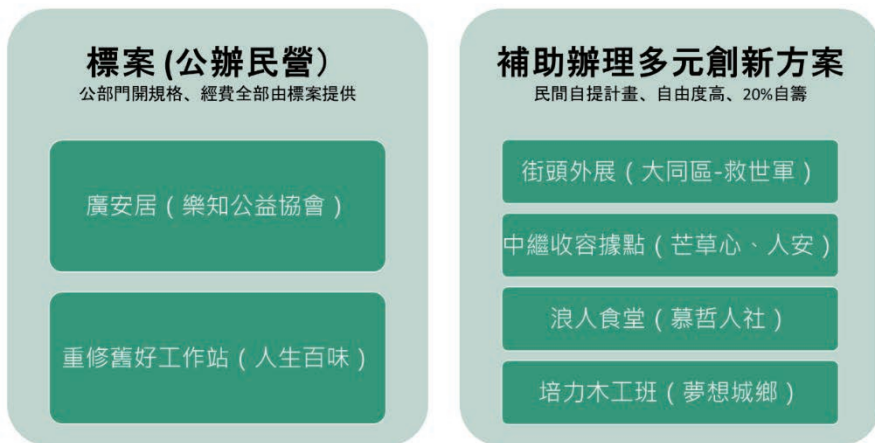 標案 (公辦民營）
公部門開規格、經費全部由標案提供
廣安居（樂知公益協會）
重修舊好工作站（人生百味）
補助辦理多元創新方案
民間自提計畫、自由度高、20%自籌
街頭外展（大同區-救世軍）
中繼收容據點（芒草心、人安）
浪人食堂（慕哲人社）
培力木工班（夢想城鄉）